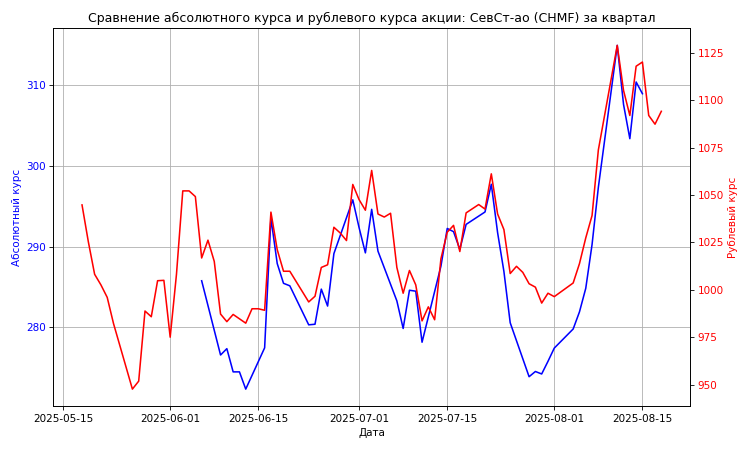 Сравнение абсолютного курса и рублевого курса акции: СевСт-ао (CHMF) за квартал
310
300
290
280
Абсолютный курс
1125
1100
1075
1050
1025
1000
975
950
Рублевый курс
2025-05-15 2025-06-01 2025-06-15 2025-07-01 2025-07-15 2025-08-01 2025-08-15
Дата